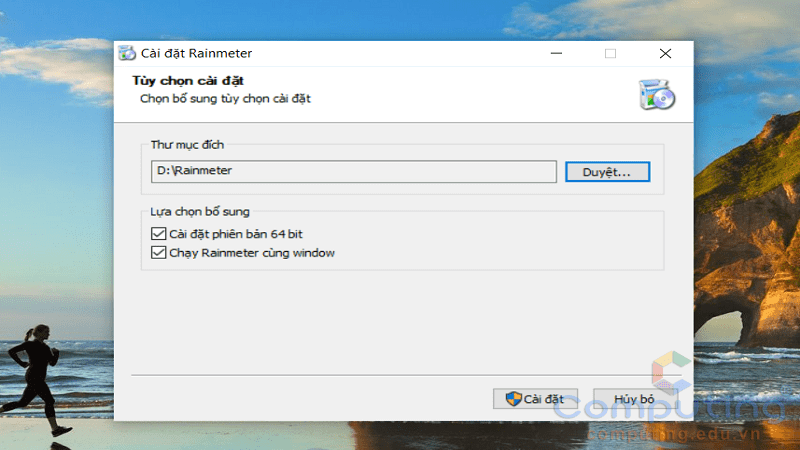 Cài đặt Rainmeter
Tùy chọn cài đặt
Chọn bổ sung tùy chọn cài đặt
Thư mục đích
D:\Rainmeter
Duyệt...
Lựa chọn bổ sung
Cài đặt phiên bản 64 bit
Chạy Rainmeter cùng window
Cài đặt
Hủy bỏ
Computing
computing.edu.vn